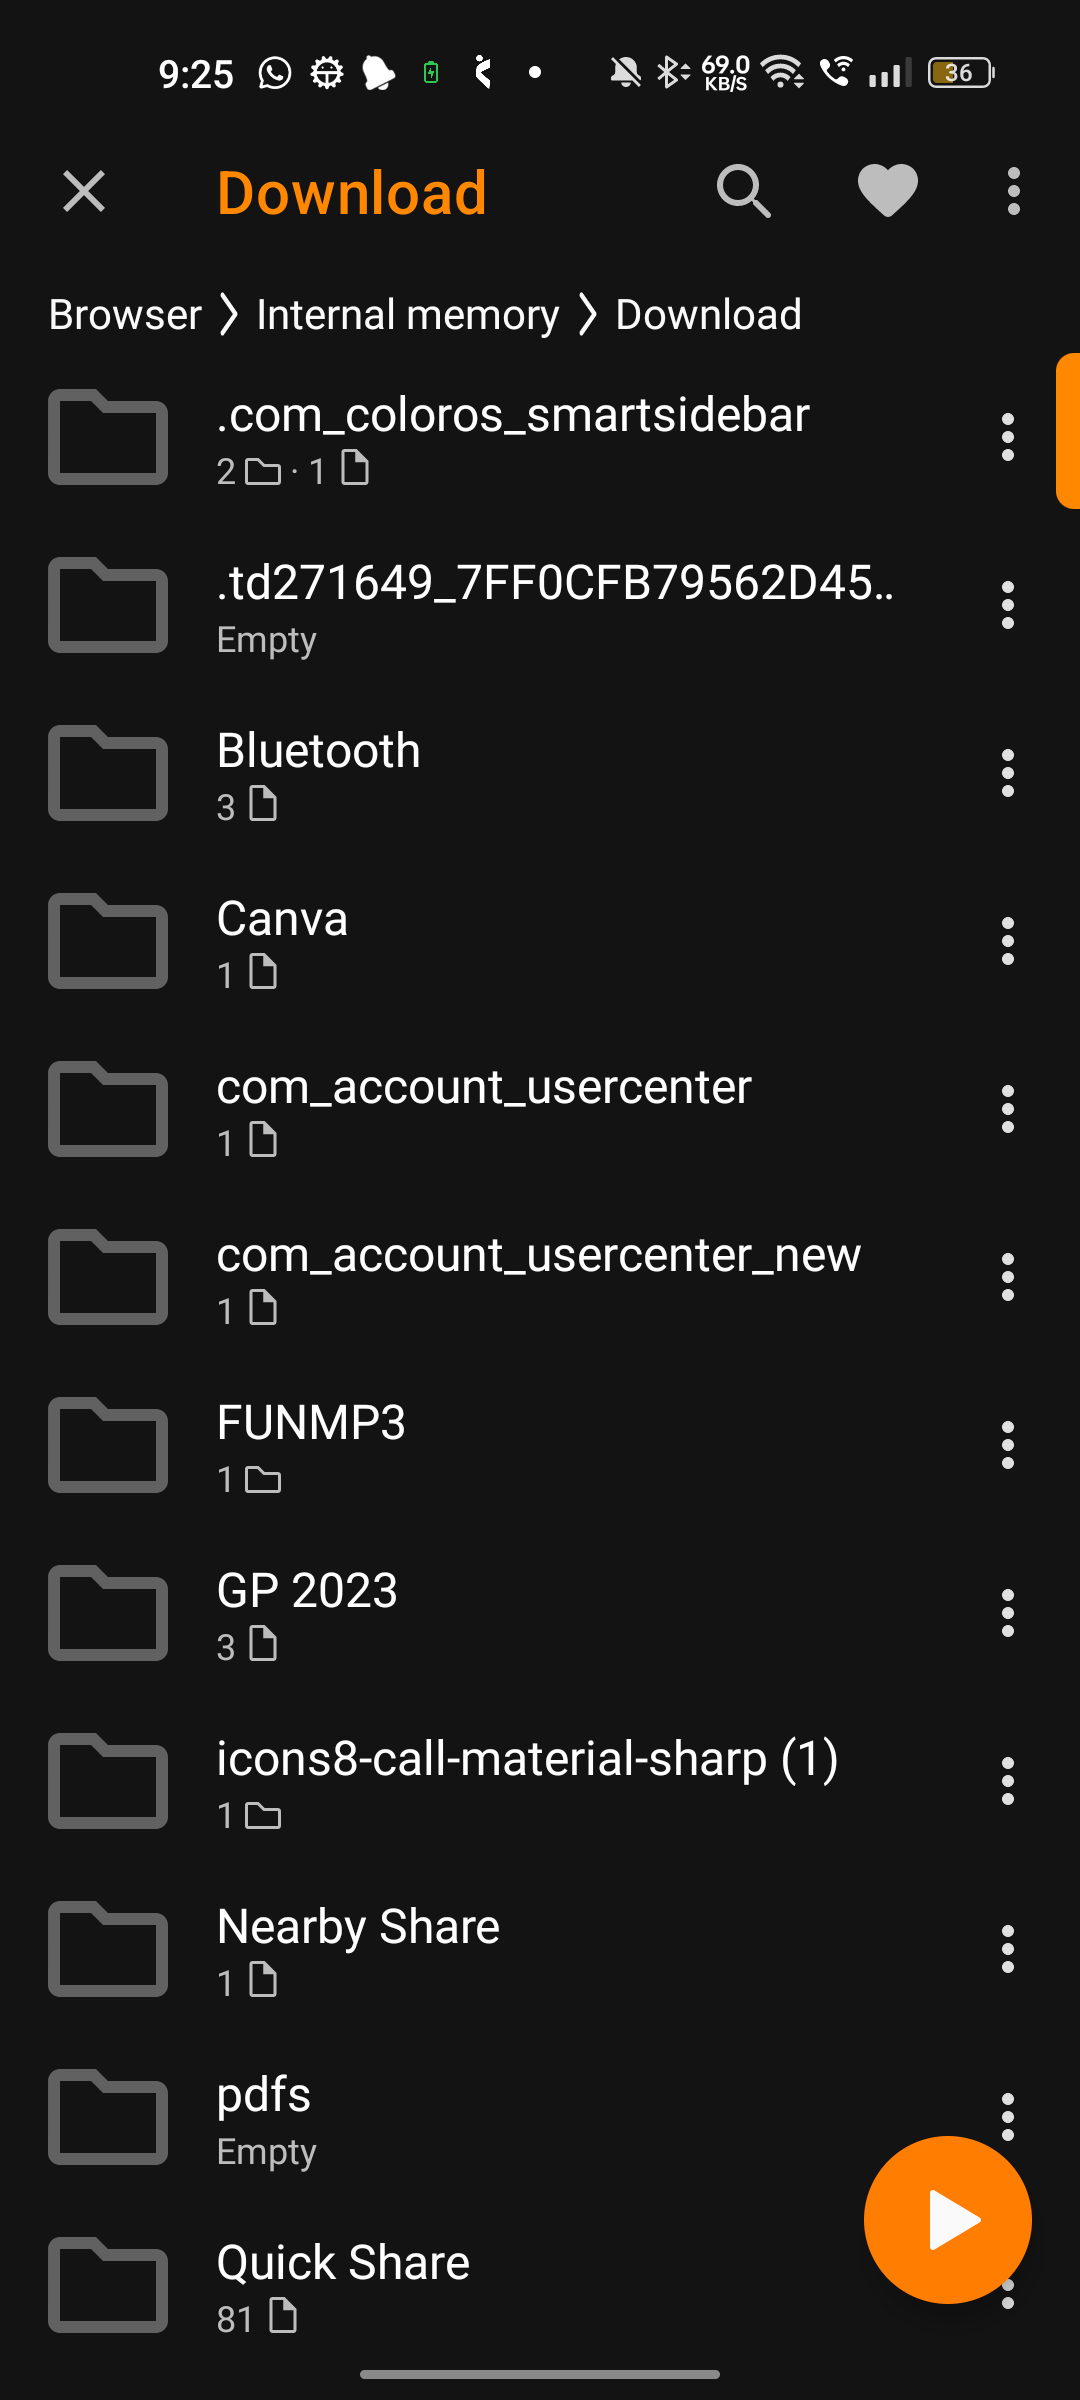 9:25 69.0 KB/S 36
Download
Browser Internal memory Download
.com_coloros_smartsidebar
2 · 1
.td271649_7FF0CFB79562D45..
Empty
Bluetooth
3
Canva
1
com_account_usercenter
1
com_account_usercenter_new
1
FUNMP3
1
GP 2023
3
icons8-call-material-sharp (1)
1
Nearby Share
1
pdfs
Empty
Quick Share
81